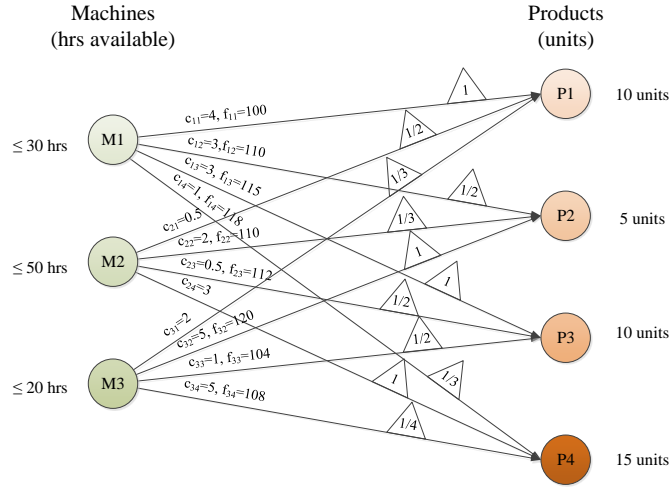 Machines
(hrs available)
Products
(units)
M1
≤ 30 hrs
c11=4, f11=100
c12=3,f12=110
c13=3, f13=115
c14=1, f14=118
M2
≤50 hrs
c21=0.5
c22=2, f22=110
c23=0.5, f23=112
c24=3
M3
≤ 20 hrs
c31=2
c32=5, f32=120
c33=1, f33=104
c34=5, f34=108
1
1/2
1/3
1/2
1/3
1
1
1/2
1/2
1
1/3
1/4
P1
10 units
P2
5 units
P3
10 units
P4
15 units